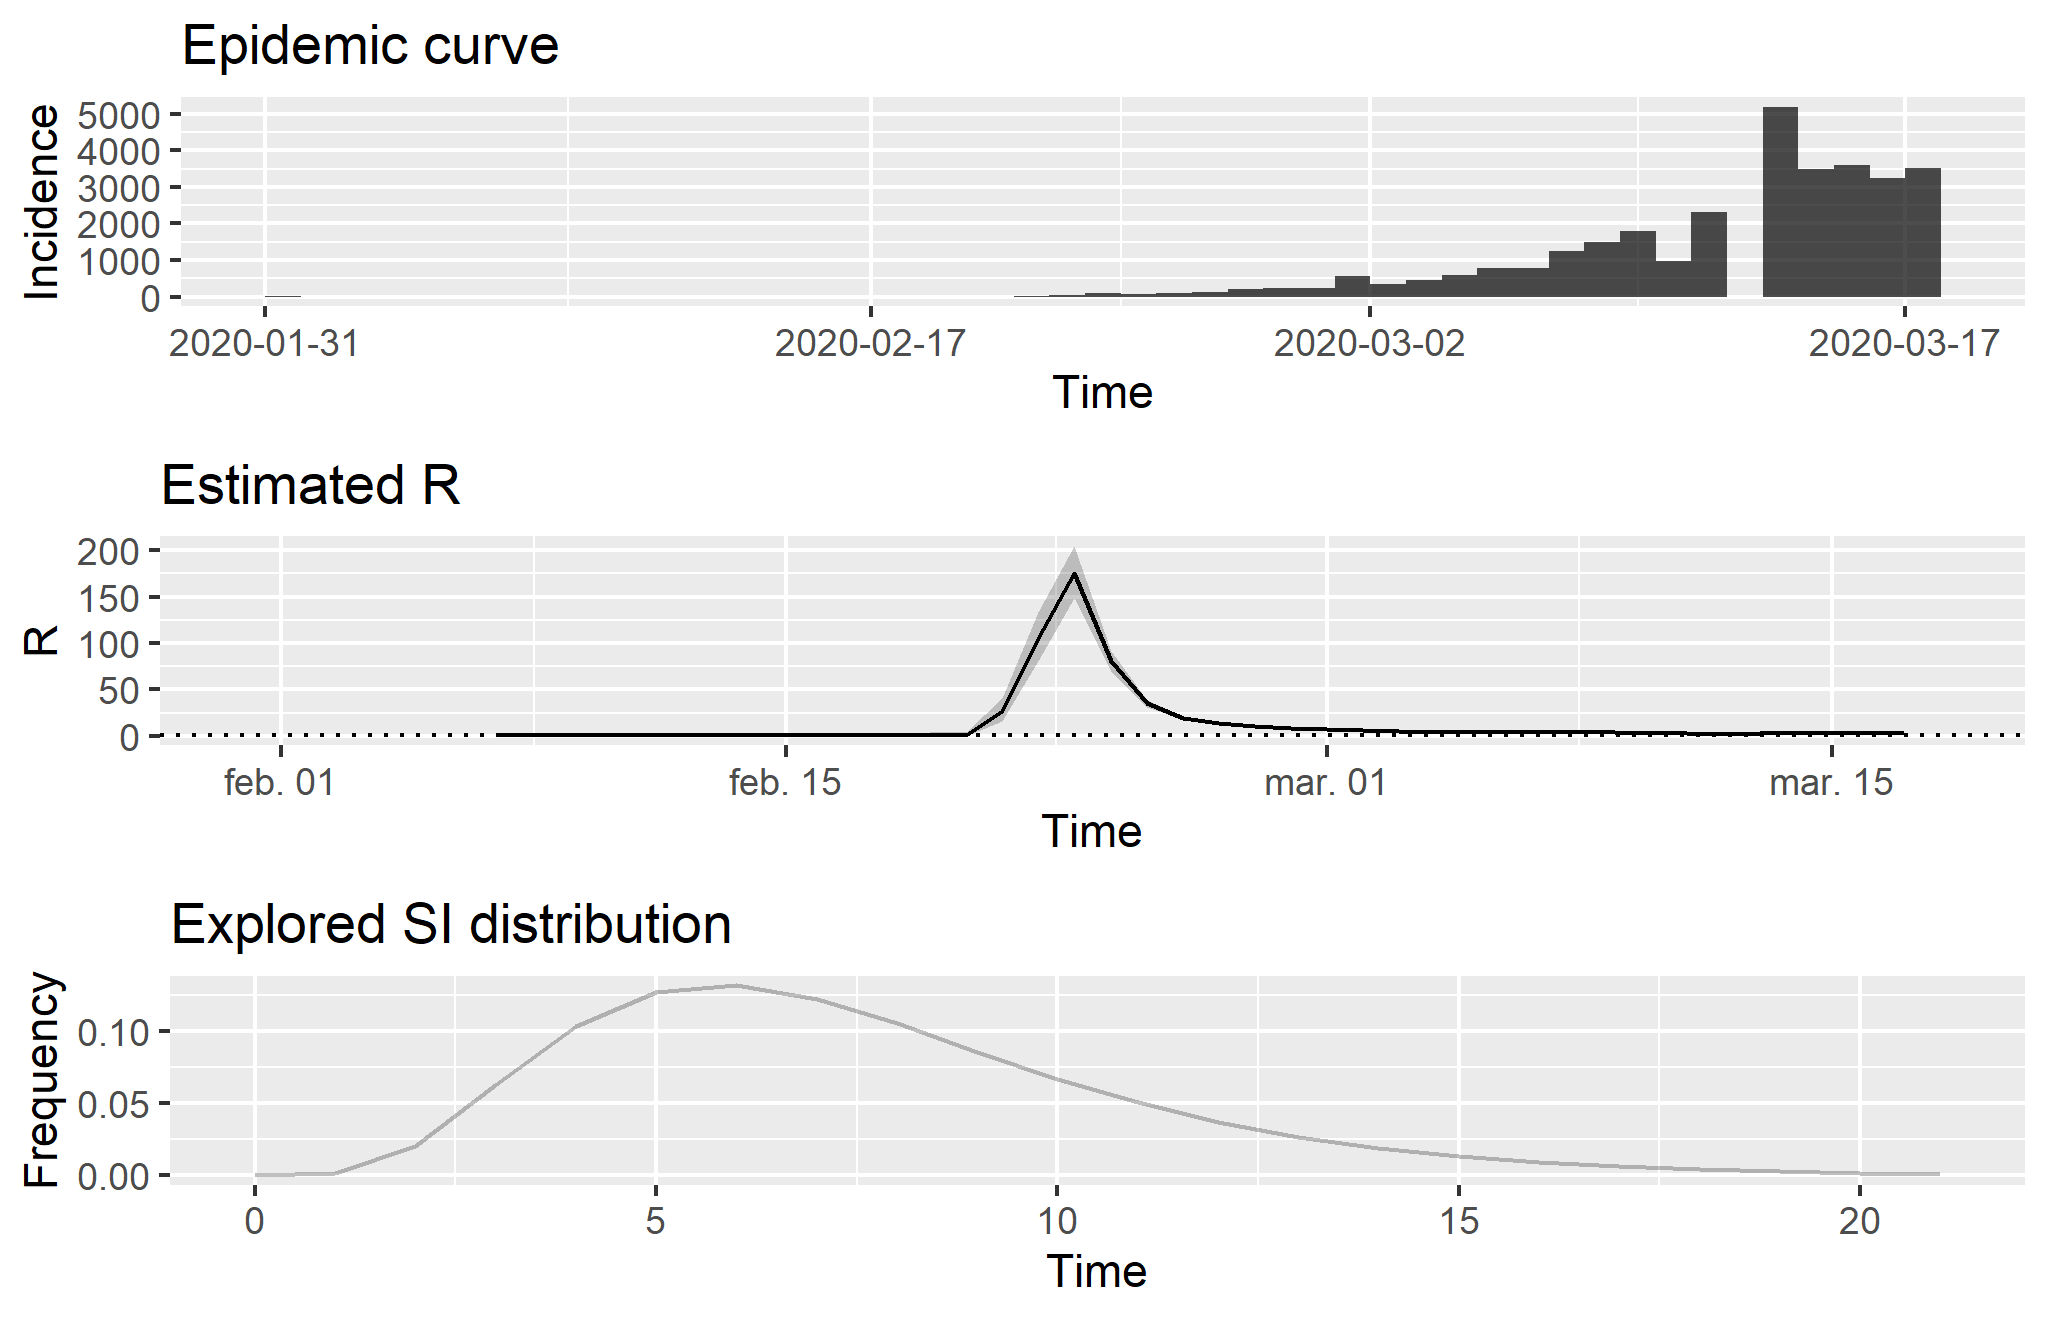 Epidemic curve
Incidence
5000
4000
3000
2000
1000
0
2020-01-31 2020-02-17 2020-03-02 2020-03-17
Time
Estimated R
R
200
150
100
50
0
feb. 01 feb. 15 mar. 01 mar. 15
Time
Explored SI distribution
Frequency
0.10
0.05
0.00
0 5 10 15 20
Time